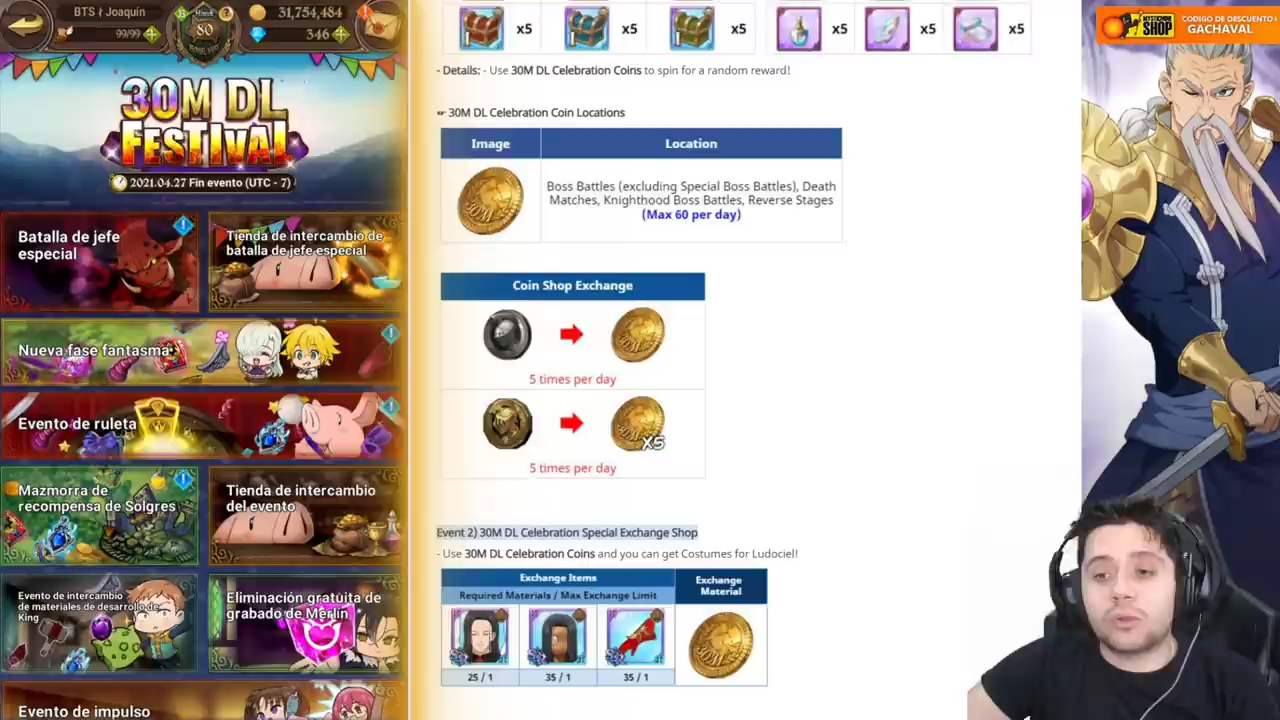 BTS ቶ Joaquín
99/99
80
31,754,484
346
30M DL
FESTIVAL
2021.04.27 Fin evento (UTC - 7)
Batalla de jefe
especial
Tienda de intercambio de
batalla de jefe especial
Nueva fase fantasma
Evento de ruleta
Mazmorra de
recompensa de Solgres
Tienda de intercambio
del evento
Evento de intercambio
de materiales de desarrollo de
King
Eliminación gratuita de
grabado de Merlín
Evento de impulso
x5 x5 x5 x5 x5 x5
- Details: - Use 30M DL Celebration Coins to spin for a random reward!
☛ 30M DL Celebration Coin Locations
Image Location
Boss Battles (excluding Special Boss Battles), Death
Matches, Knighthood Boss Battles, Reverse Stages
(Max 60 per day)
Coin Shop Exchange
5 times per day
X5
5 times per day
Event 2) 30M DL Celebration Special Exchange Shop
- Use 30M DL Celebration Coins and you can get Costumes for Ludociel!
Exchange Items
Required Materials / Max Exchange Limit
Exchange
Material
30M
25 / 1 35 / 1 35 / 1
SHOP
CODIGO DE DESCUENTO
GACHAVAL